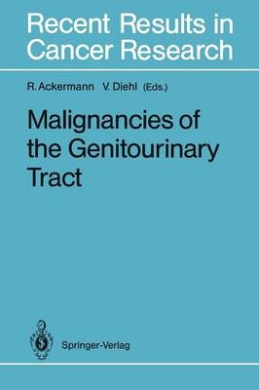 Recent Results in
Cancer Research
R. Ackermann V. Diehl (Eds.)
Malignancies of
the Genitourinary
Tract
Springer-Verlag